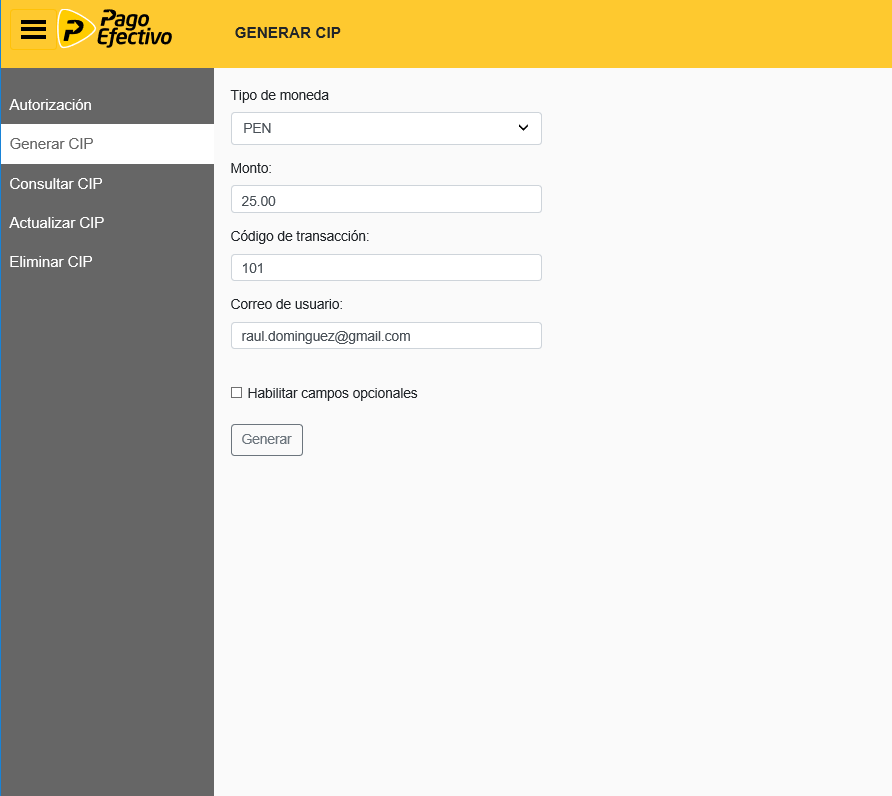 Pago
Efectivo
GENERAR CIP
Autorización
Generar CIP
Consultar CIP
Actualizar CIP
Eliminar CIP
Tipo de moneda
PEN
Monto:
25.00
Código de transacción:
101
Correo de usuario:
raul.dominguez@gmail.com
Habilitar campos opcionales
Generar